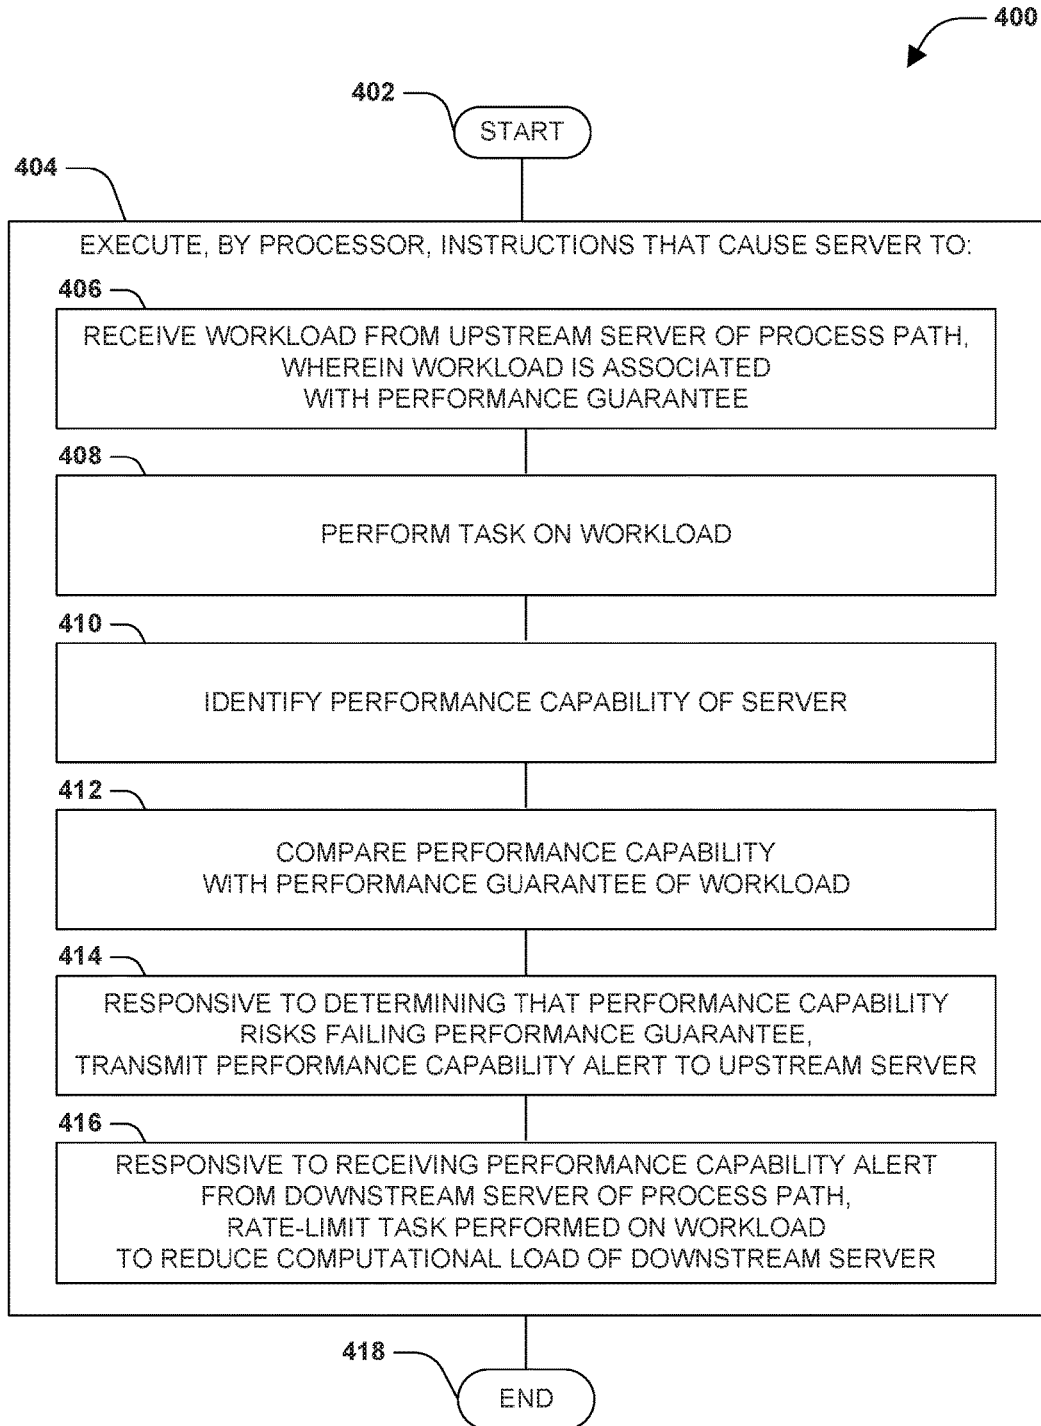 400
402
START
404
EXECUTE, BY PROCESSOR, INSTRUCTIONS THAT CAUSE SERVER TO:
406
RECEIVE WORKLOAD FROM UPSTREAM SERVER OF PROCESS PATH,
WHEREIN WORKLOAD IS ASSOCIATED
WITH PERFORMANCE GUARANTEE
408
PERFORM TASK ON WORKLOAD
410
IDENTIFY PERFORMANCE CAPABILITY OF SERVER
412
COMPARE PERFORMANCE CAPABILITY
WITH PERFORMANCE GUARANTEE OF WORKLOAD
414
RESPONSIVE TO DETERMINING THAT PERFORMANCE CAPABILITY
RISKS FAILING PERFORMANCE GUARANTEE,
TRANSMIT PERFORMANCE CAPABILITY ALERT TO UPSTREAM SERVER
416
RESPONSIVE TO RECEIVING PERFORMANCE CAPABILITY ALERT
FROM DOWNSTREAM SERVER OF PROCESS PATH,
RATE-LIMIT TASK PERFORMED ON WORKLOAD
TO REDUCE COMPUTATIONAL LOAD OF DOWNSTREAM SERVER
418
END